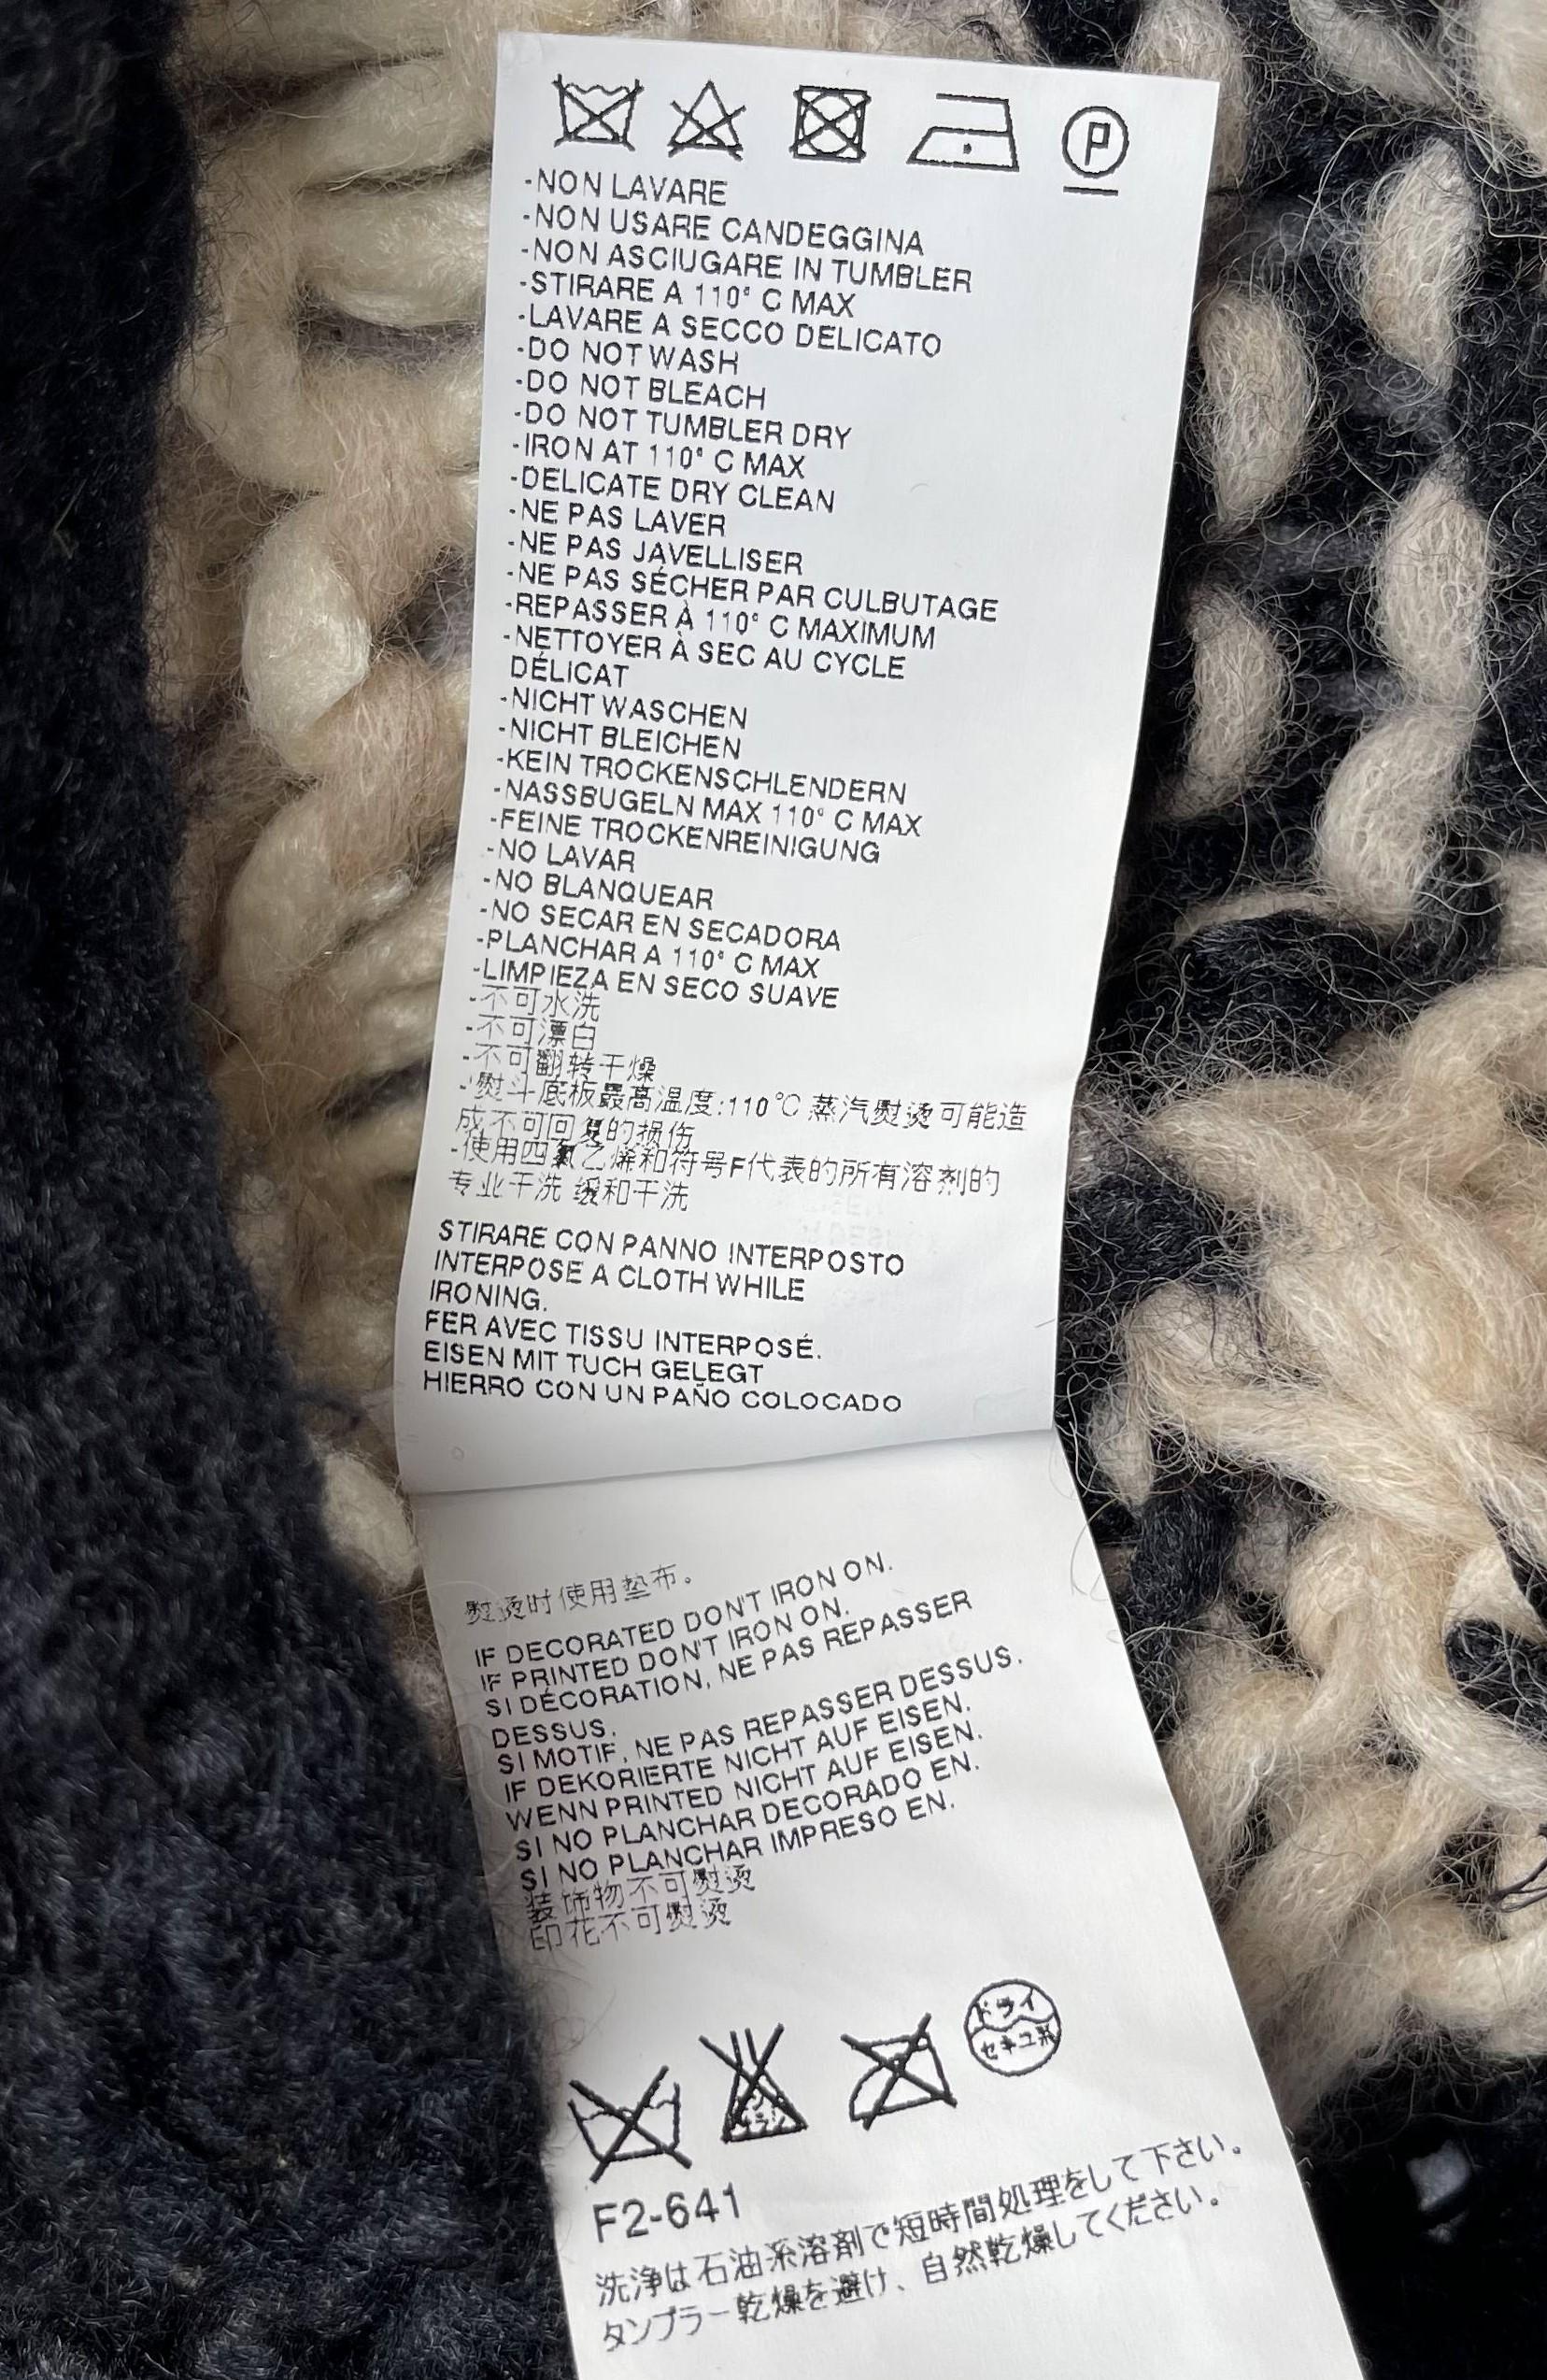 P
-NON LAVARE
-NON USARE CANDEGGINA
-NON ASCIUGARE IN TUMBLER
-STIRARE A 110° C MAX
-LAVARE A SECCO DELICATO
-DO NOT WASH
-DO NOT BLEACH
-DO NOT TUMBLER DRY
-IRON AT 110° C MAX
-DELICATE DRY CLEAN
-NE PAS LAVER
-NE PAS JAVELLISER
-NE PAS SÉCHER PAR CULBUTAGE
-REPASSER À 110° C MAXIMUM
-NETTOYER À SEC AU CYCLE
DÉLICAT
-NICHT WASCHEN
-NICHT BLEICHEN
-KEIN TROCKENSCHLENDERN
-NASSBUGELN MAX 110° C MAX
-FEINE TROCKENREINIGUNG
-NO LAVAR
-NO BLANQUEAR
-NO SECAR EN SECADORA
-PLANCHAR A 110° C MAX
-LIMPIEZA EN SECO SUAVE
-不可水洗
-不可漂白
-不可翻转干燥
-熨斗底板最高温度:110℃ 蒸汽熨烫可能造
成不可回复的损伤
-使用四氯乙烯和符号F代表的所有溶剂的
专业干洗 缓和干洗
STIRARE CON PANNO INTERPOSTO
INTERPOSE A CLOTH WHILE
IRONING.
FER AVEC TISSU INTERPOSÉ.
EISEN MIT TUCH GELEGT
HIERRO CON UN PAÑO COLOCADO
熨烫时使用垫布。
IF DECORATED DON'T IRON ON.
IF PRINTED DON'T IRON ON.
SI DÉCORATION, NE PAS REPASSER
DESSUS.
SI MOTIF, NE PAS REPASSER DESSUS.
IF DEKORIERTE NICHT AUF EISEN.
WENN PRINTED NICHT AUF EISEN.
SI NO PLANCHAR DECORADO EN.
SI NO PLANCHAR IMPRESO EN.
装饰物不可熨烫
印花不可熨烫
ドライ
セキユ系
F2-641
洗浄は石油系溶剤で短時間処理をして下さい。
タンブラー乾燥を避け、自然乾燥してください。